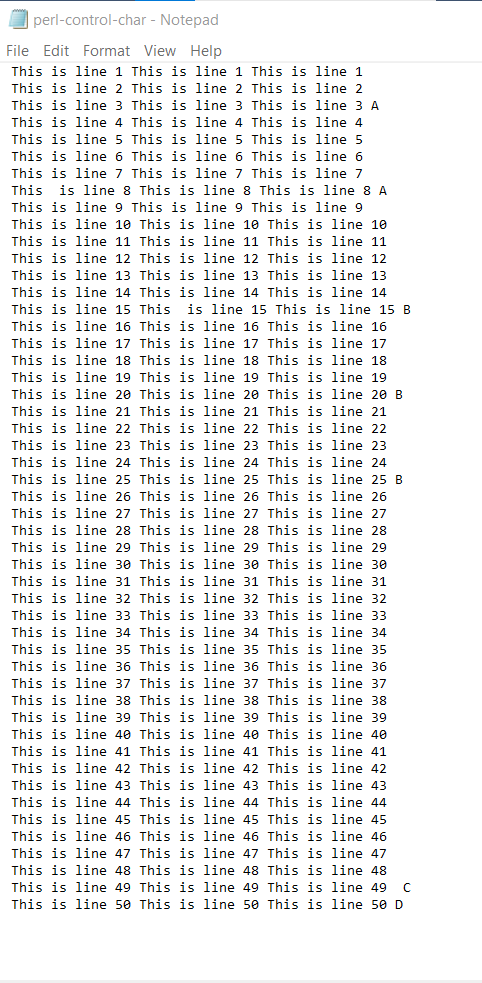 perl-control-char - Notepad
File Edit Format View Help
This is line 1 This is line 1 This is line 1
This is line 2 This is line 2 This is line 2
This is line 3 This is line 3 This is line 3 A
This is line 4 This is line 4 This is line 4
This is line 5 This is line 5 This is line 5
This is line 6 This is line 6 This is line 6
This is line 7 This is line 7 This is line 7
This  is line 8 This is line 8 This is line 8 A
This is line 9 This is line 9 This is line 9
This is line 10 This is line 10 This is line 10
This is line 11 This is line 11 This is line 11
This is line 12 This is line 12 This is line 12
This is line 13 This is line 13 This is line 13
This is line 14 This is line 14 This is line 14
This is line 15 This  is line 15 This is line 15 B
This is line 16 This is line 16 This is line 16
This is line 17 This is line 17 This is line 17
This is line 18 This is line 18 This is line 18
This is line 19 This is line 19 This is line 19
This is line 20 This is line 20 This is line 20 B
This is line 21 This is line 21 This is line 21
This is line 22 This is line 22 This is line 22
This is line 23 This is line 23 This is line 23
This is line 24 This is line 24 This is line 24
This is line 25 This is line 25 This is line 25 B
This is line 26 This is line 26 This is line 26
This is line 27 This is line 27 This is line 27
This is line 28 This is line 28 This is line 28
This is line 29 This is line 29 This is line 29
This is line 30 This is line 30 This is line 30
This is line 31 This is line 31 This is line 31
This is line 32 This is line 32 This is line 32
This is line 33 This is line 33 This is line 33
This is line 34 This is line 34 This is line 34
This is line 35 This is line 35 This is line 35
This is line 36 This is line 36 This is line 36
This is line 37 This is line 37 This is line 37
This is line 38 This is line 38 This is line 38
This is line 39 This is line 39 This is line 39
This is line 40 This is line 40 This is line 40
This is line 41 This is line 41 This is line 41
This is line 42 This is line 42 This is line 42
This is line 43 This is line 43 This is line 43
This is line 44 This is line 44 This is line 44
This is line 45 This is line 45 This is line 45
This is line 46 This is line 46 This is line 46
This is line 47 This is line 47 This is line 47
This is line 48 This is line 48 This is line 48
This is line 49 This is line 49 This is line 49  C
This is line 50 This is line 50 This is line 50 D